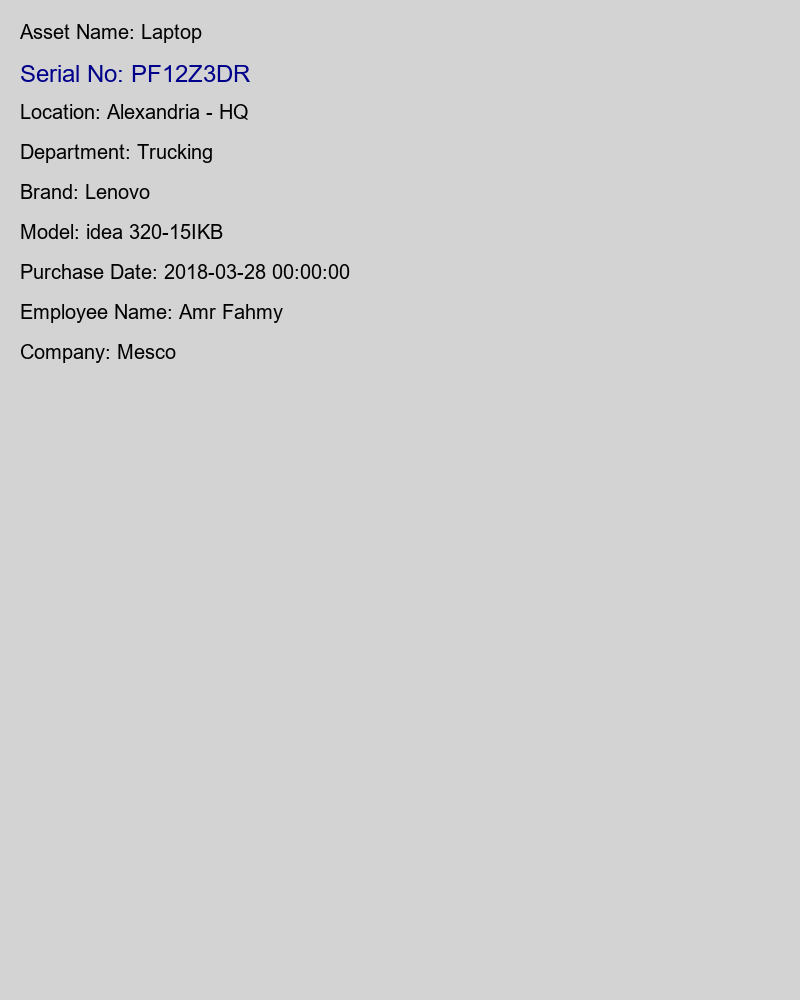 Asset Name: Laptop
Serial No: PF12Z3DR
Location: Alexandria - HQ
Department: Trucking
Brand: Lenovo
Model: idea 320-15IKB
Purchase Date: 2018-03-28 00:00:00
Employee Name: Amr Fahmy
Company: Mesco